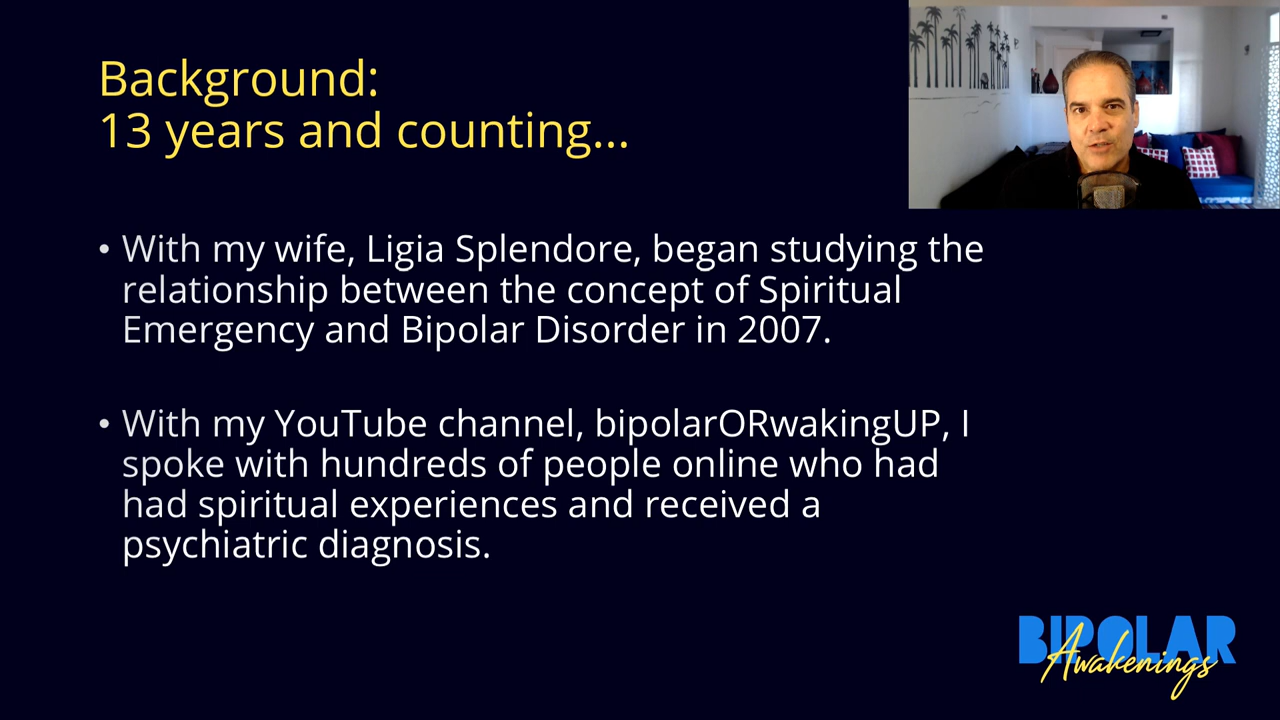 Background:
13 years and counting...
• With my wife, Ligia Splendore, began studying the
relationship between the concept of Spiritual
Emergency and Bipolar Disorder in 2007.
• With my YouTube channel, bipolarORwakingUP, I
spoke with hundreds of people online who had
had spiritual experiences and received a
psychiatric diagnosis.
BIPOLAR
Awakenings